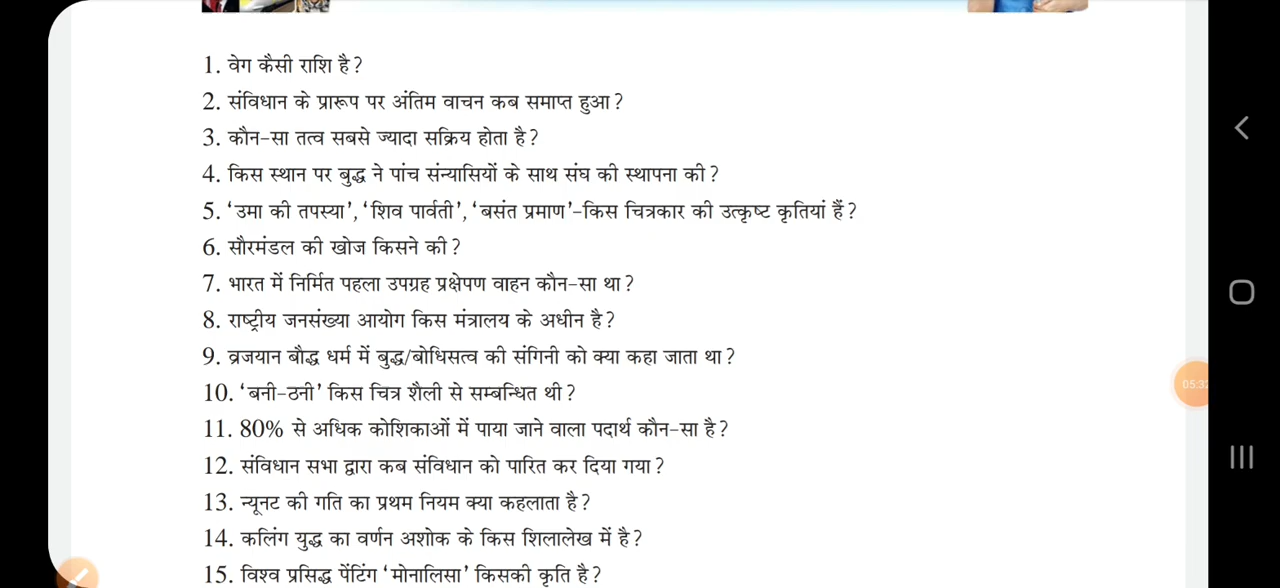 1. वेग कैसी राशि है?
2. संविधान के प्रारूप पर अंतिम वाचन कब समाप्त हुआ?
3. कौन-सा तत्व सबसे ज्यादा सक्रिय होता है?
4. किस स्थान पर बुद्ध ने पांच संन्यासियों के साथ संघ की स्थापना की?
5. ‘उमा की तपस्या’, ‘शिव पार्वती’, ‘बसंत प्रमाण’-किस चित्रकार की उत्कृष्ट कृतियां हैं?
6. सौरमंडल की खोज किसने की?
7. भारत में निर्मित पहला उपग्रह प्रक्षेपण वाहन कौन-सा था?
8. राष्ट्रीय जनसंख्या आयोग किस मंत्रालय के अधीन है?
9. व्रजयान बौद्ध धर्म में बुद्ध/बोधिसत्व की संगिनी को क्या कहा जाता था?
05:32
10. ‘बनी-ठनी’ किस चित्र शैली से सम्बन्धित थी?
11. 80% से अधिक कोशिकाओं में पाया जाने वाला पदार्थ कौन-सा है?
12. संविधान सभा द्वारा कब संविधान को पारित कर दिया गया?
13. न्यूनट की गति का प्रथम नियम क्या कहलाता है?
14. कलिंग युद्ध का वर्णन अशोक के किस शिलालेख में है?
15. विश्व प्रसिद्ध पेंटिंग ‘मोनालिसा’ किसकी कृति है?